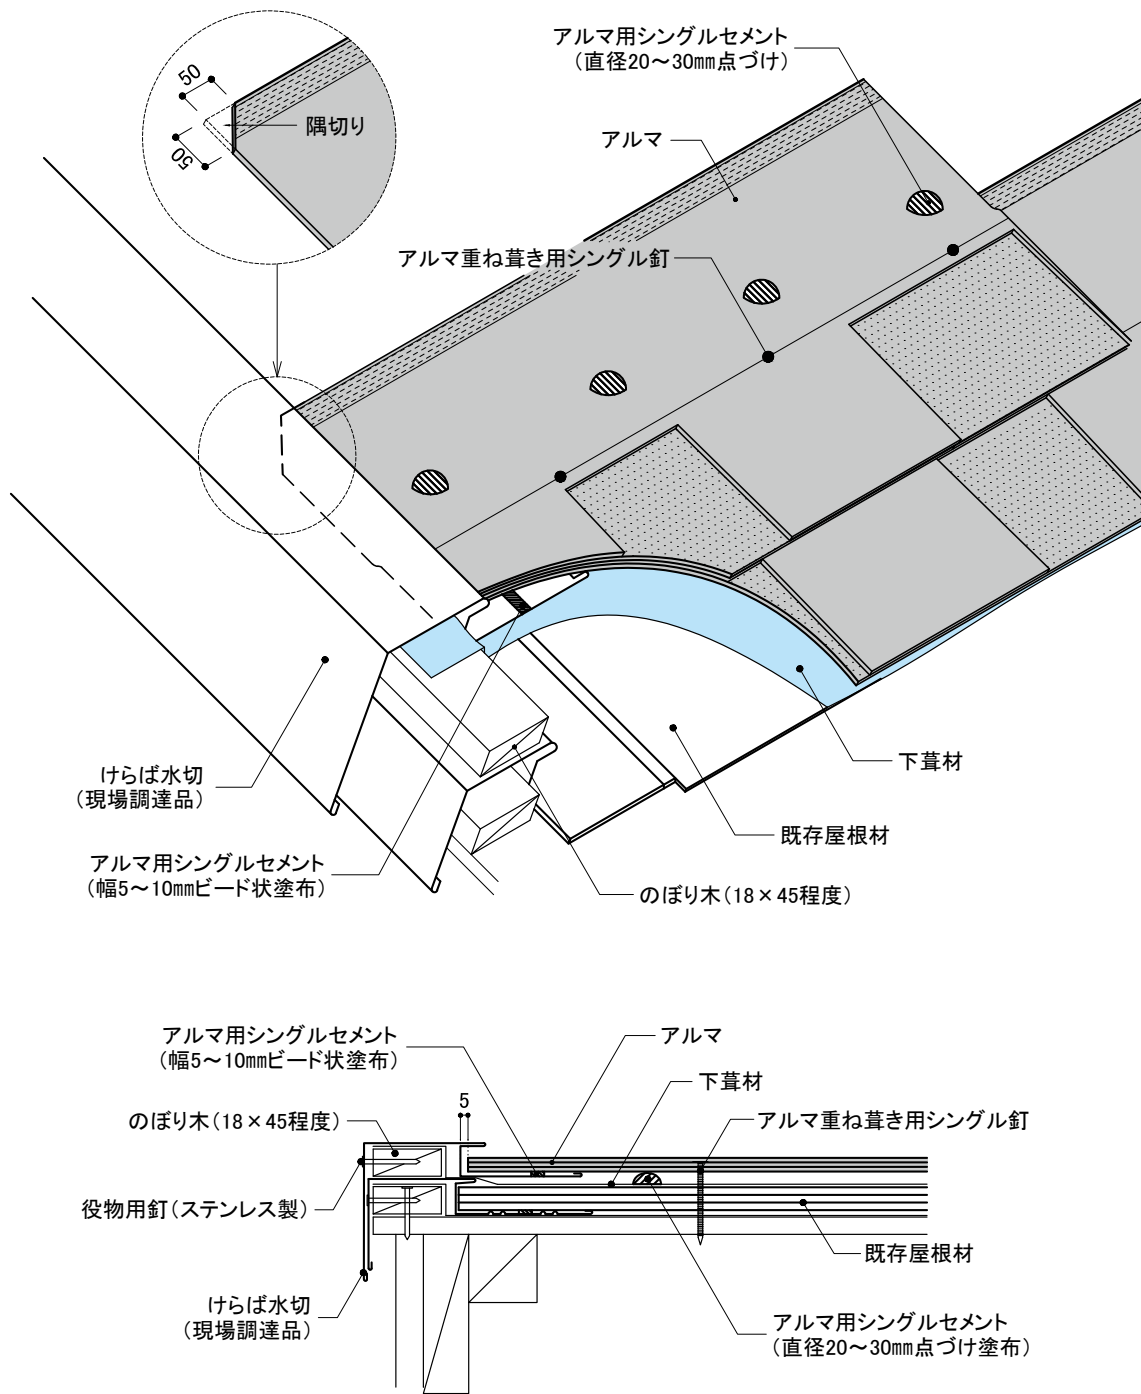 アルマ用シングルセメント
(直径20～30㎜点づけ)
50
隅切り
50
アルマ
アルマ重ね葺き用シングル釘
下葺材
けらば水切
(現場調達品)
既存屋根材
アルマ用シングルセメント
(幅5～10㎜ビード状塗布)
のぼり木(18×45程度)
アルマ用シングルセメント
(幅5～10㎜ビード状塗布)
アルマ
下葺材
5
のぼり木(18×45程度)
アルマ重ね葺き用シングル釘
役物用釘(ステンレス製)
既存屋根材
けらば水切
(現場調達品)
アルマ用シングルセメント
(直径20～30㎜点づけ塗布)